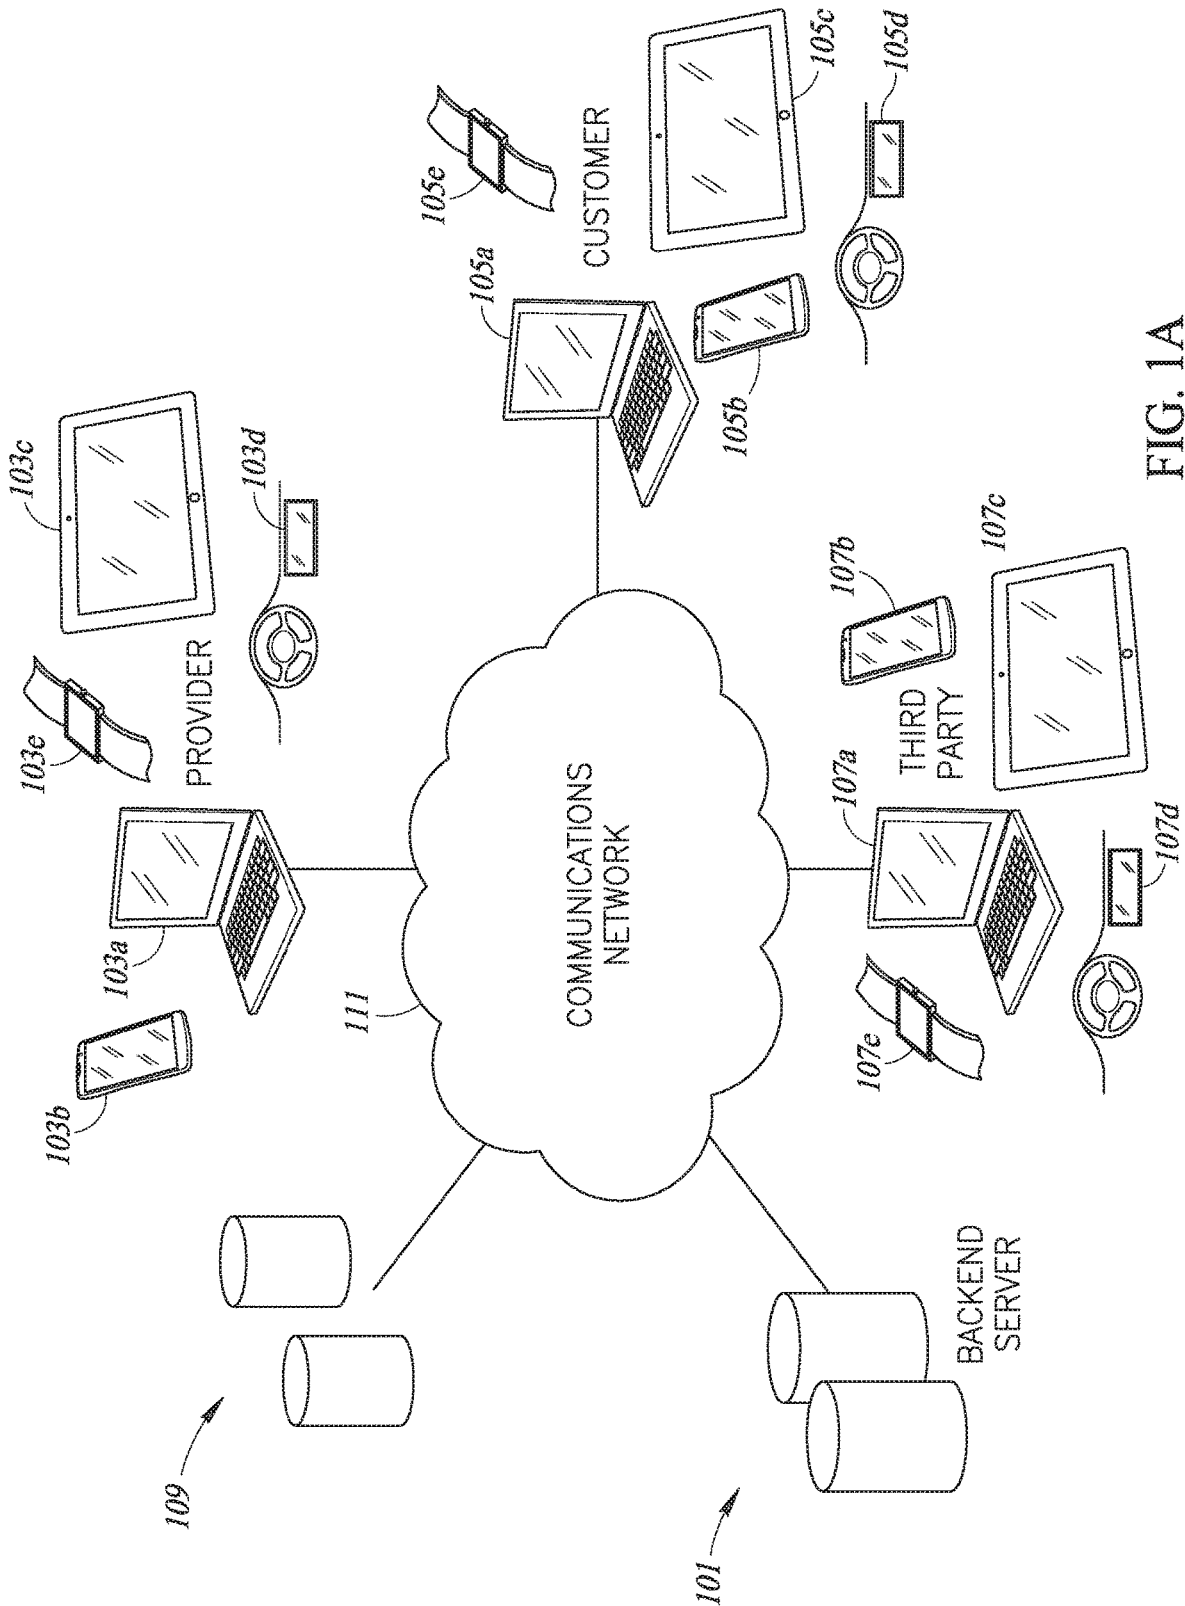 109
103b
103a
103e
PROVIDER
103c
103d
111
COMMUNICATIONS
NETWORK
105a
105e
CUSTOMER
105b
105c
105d
101
BACKEND
SERVER
107e
107a
THIRD
PARTY
107b
107c
107d
FIG. 1A